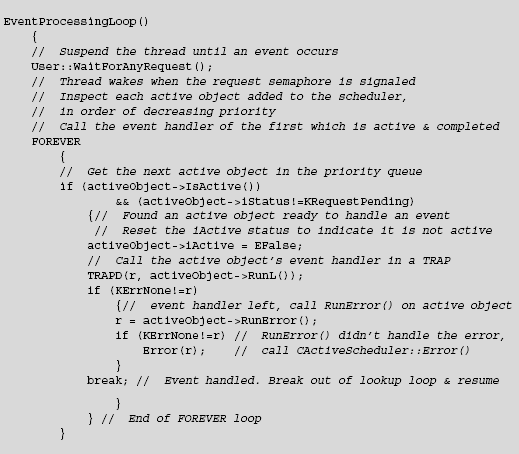 EventProcessingLoop()
{
// Suspend the thread until an event occurs
User::WaitForAnyRequest();
// Thread wakes when the request semaphore is signaled
// Inspect each active object added to the scheduler,
// in order of decreasing priority
// Call the event handler of the first which is active & completed
FOREVER
{
// Get the next active object in the priority queue
if (activeObject->IsActive())
&& (activeObject->iStatus!=KRequestPending)
{// Found an active object ready to handle an event
// Reset the iActive status to indicate it is not active
activeObject->iActive = EFalse;
// Call the active object's event handler in a TRAP
TRAPD(r, activeObject->RunL());
if (KErrNone!=r)
{// event handler left, call RunError() on active object
r = activeObject->RunError();
if (KErrNone!=r) // RunError() didn't handle the error,
Error(r); // call CActiveScheduler::Error()
}
break; // Event handled. Break out of lookup loop & resume
}
} // End of FOREVER loop
}